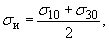 σ_и = (σ_10 + σ_30) / 2 ,